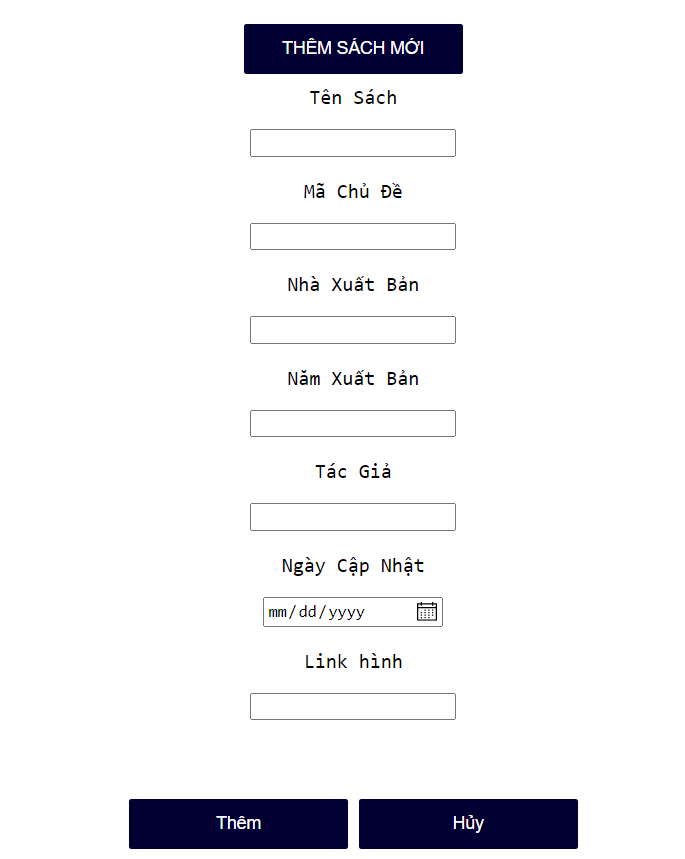 THÊM SÁCH MỚI
Tên Sách
Mã Chủ Đề
Nhà Xuất Bản
Năm Xuất Bản
Tác Giả
Ngày Cập Nhật
mm/dd/yyyy
Link hình
Thêm Hủy